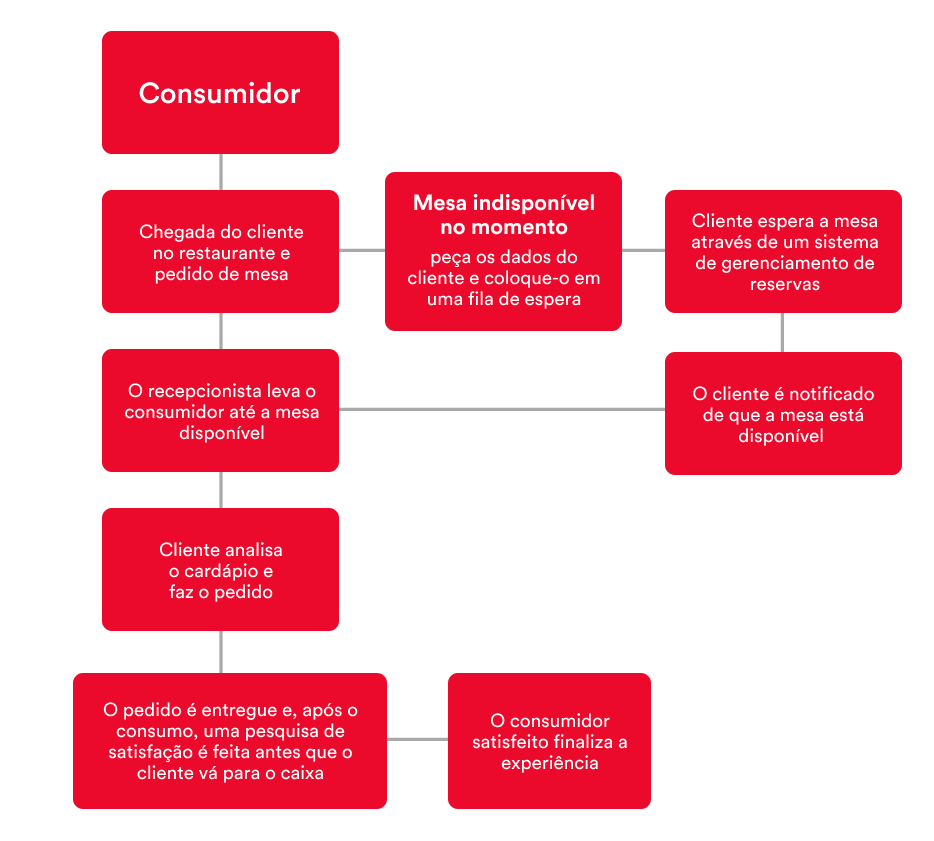 Consumidor
Chegada do cliente
no restaurante e
pedido de mesa
Mesa indisponível
no momento
peça os dados do
cliente e coloque-o em
uma fila de espera
Cliente espera a mesa
através de um sistema
de gerenciamento de
reservas
O recepcionista leva o
consumidor até a mesa
disponível
O cliente é notificado
de que a mesa está
disponível
Cliente analisa
o cardápio e
faz o pedido
O pedido é entregue e, após o
consumo, uma pesquisa de
satisfação é feita antes que o
cliente vá para o caixa
O consumidor
satisfeito finaliza a
experiência